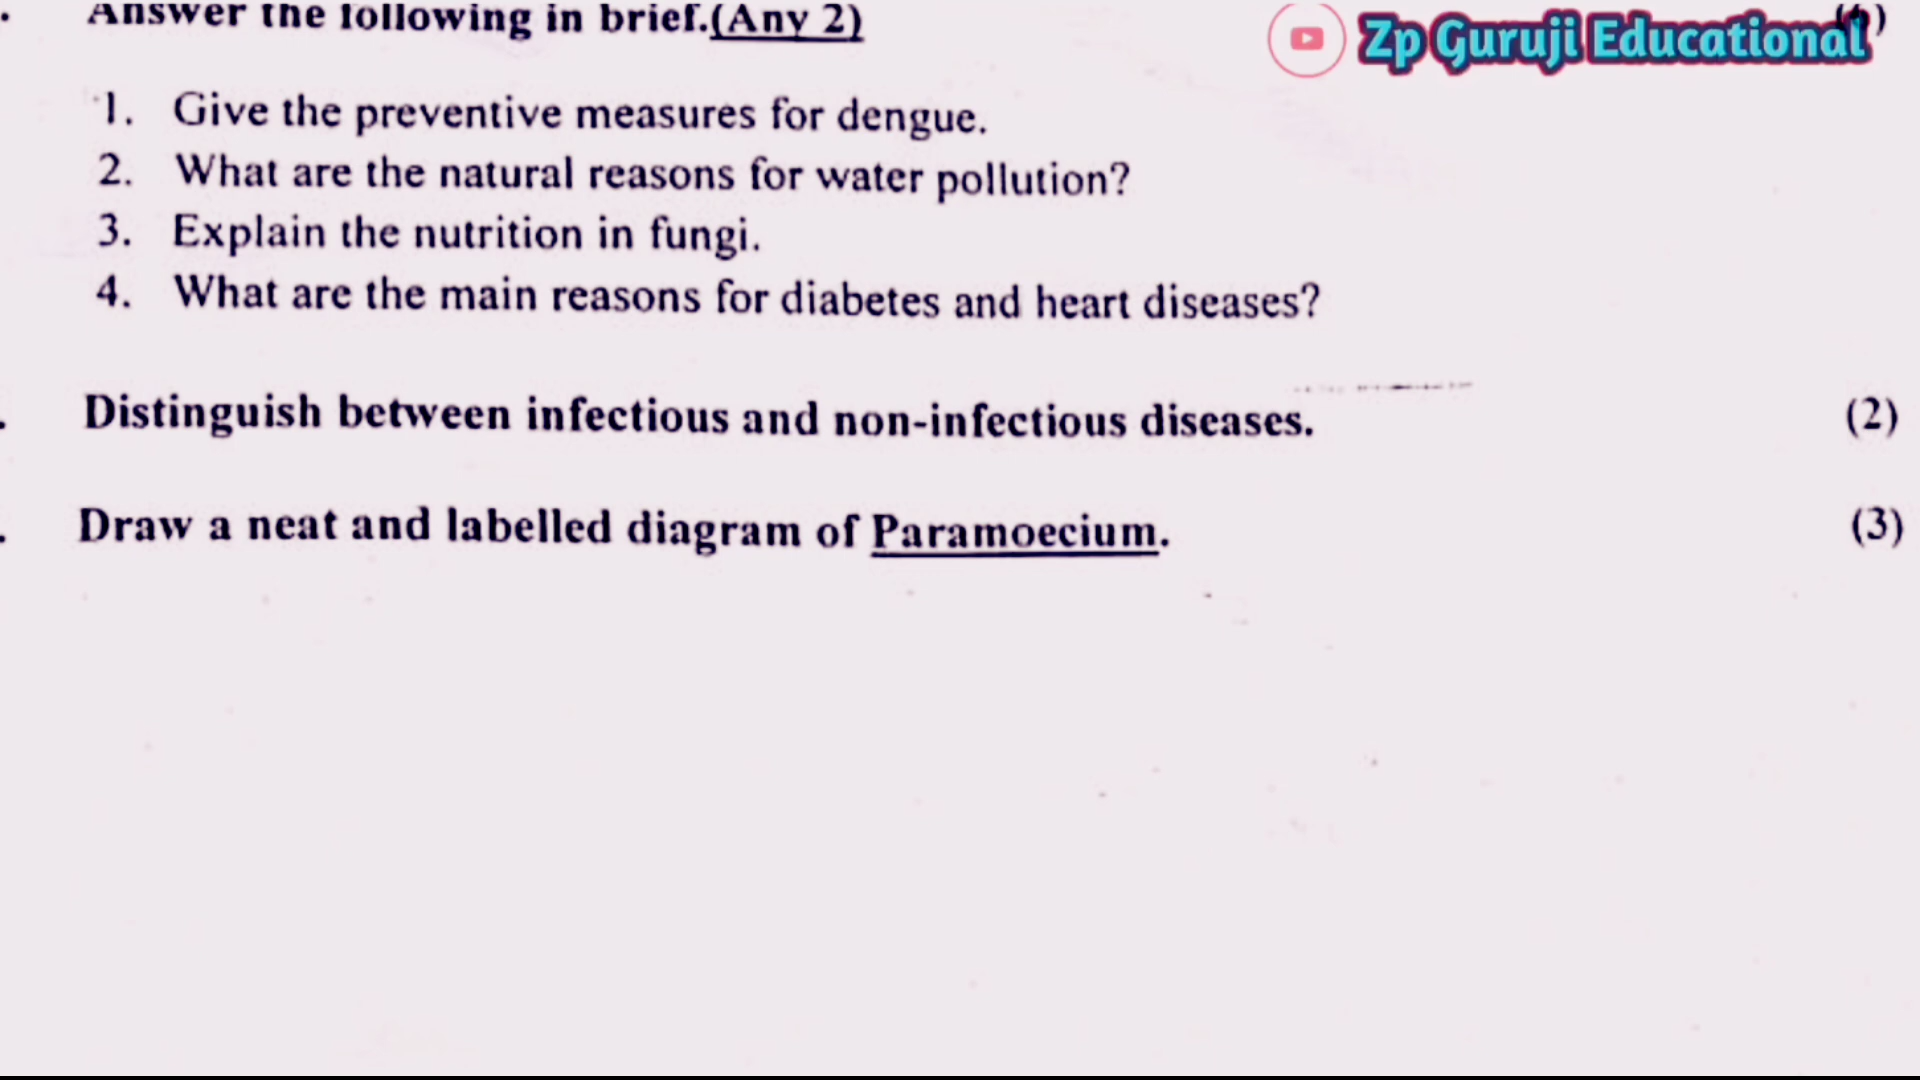 Answer the following in brief.(Any 2)
Zp Guruji Educational
1. Give the preventive measures for dengue.
2. What are the natural reasons for water pollution?
3. Explain the nutrition in fungi.
4. What are the main reasons for diabetes and heart diseases?
. Distinguish between infectious and non-infectious diseases. (2)
. Draw a neat and labelled diagram of Paramoecium. (3)